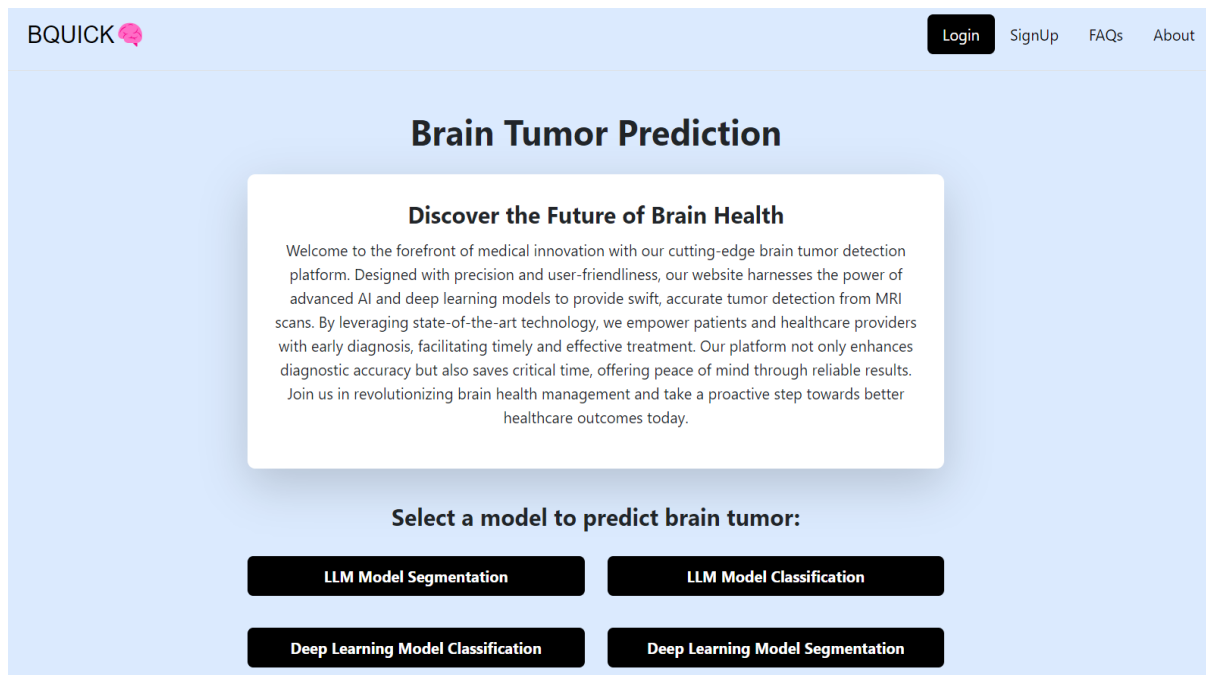 BQUICK
Login SignUp FAQs About
Brain Tumor Prediction
Discover the Future of Brain Health
Welcome to the forefront of medical innovation with our cutting-edge brain tumor detection
platform. Designed with precision and user-friendliness, our website harnesses the power of
advanced AI and deep learning models to provide swift, accurate tumor detection from MRI
scans. By leveraging state-of-the-art technology, we empower patients and healthcare providers
with early diagnosis, facilitating timely and effective treatment. Our platform not only enhances
diagnostic accuracy but also saves critical time, offering peace of mind through reliable results.
Join us in revolutionizing brain health management and take a proactive step towards better
healthcare outcomes today.
Select a model to predict brain tumor:
LLM Model Segmentation LLM Model Classification
Deep Learning Model Classification Deep Learning Model Segmentation